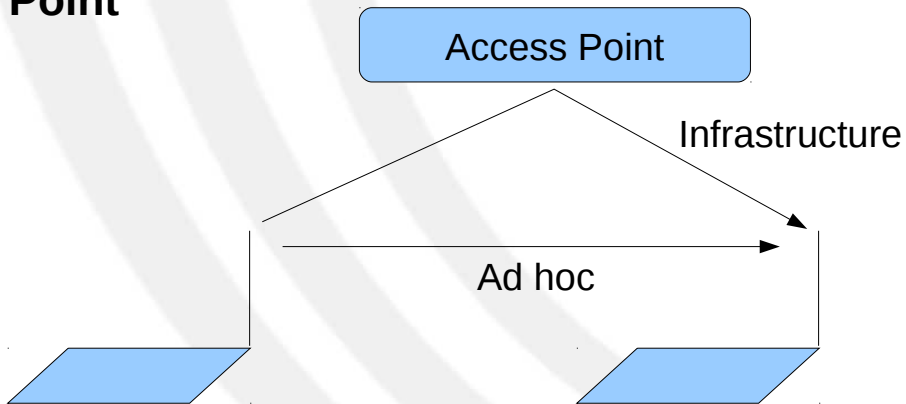 Point
Access Point
Infrastructure
Ad hoc